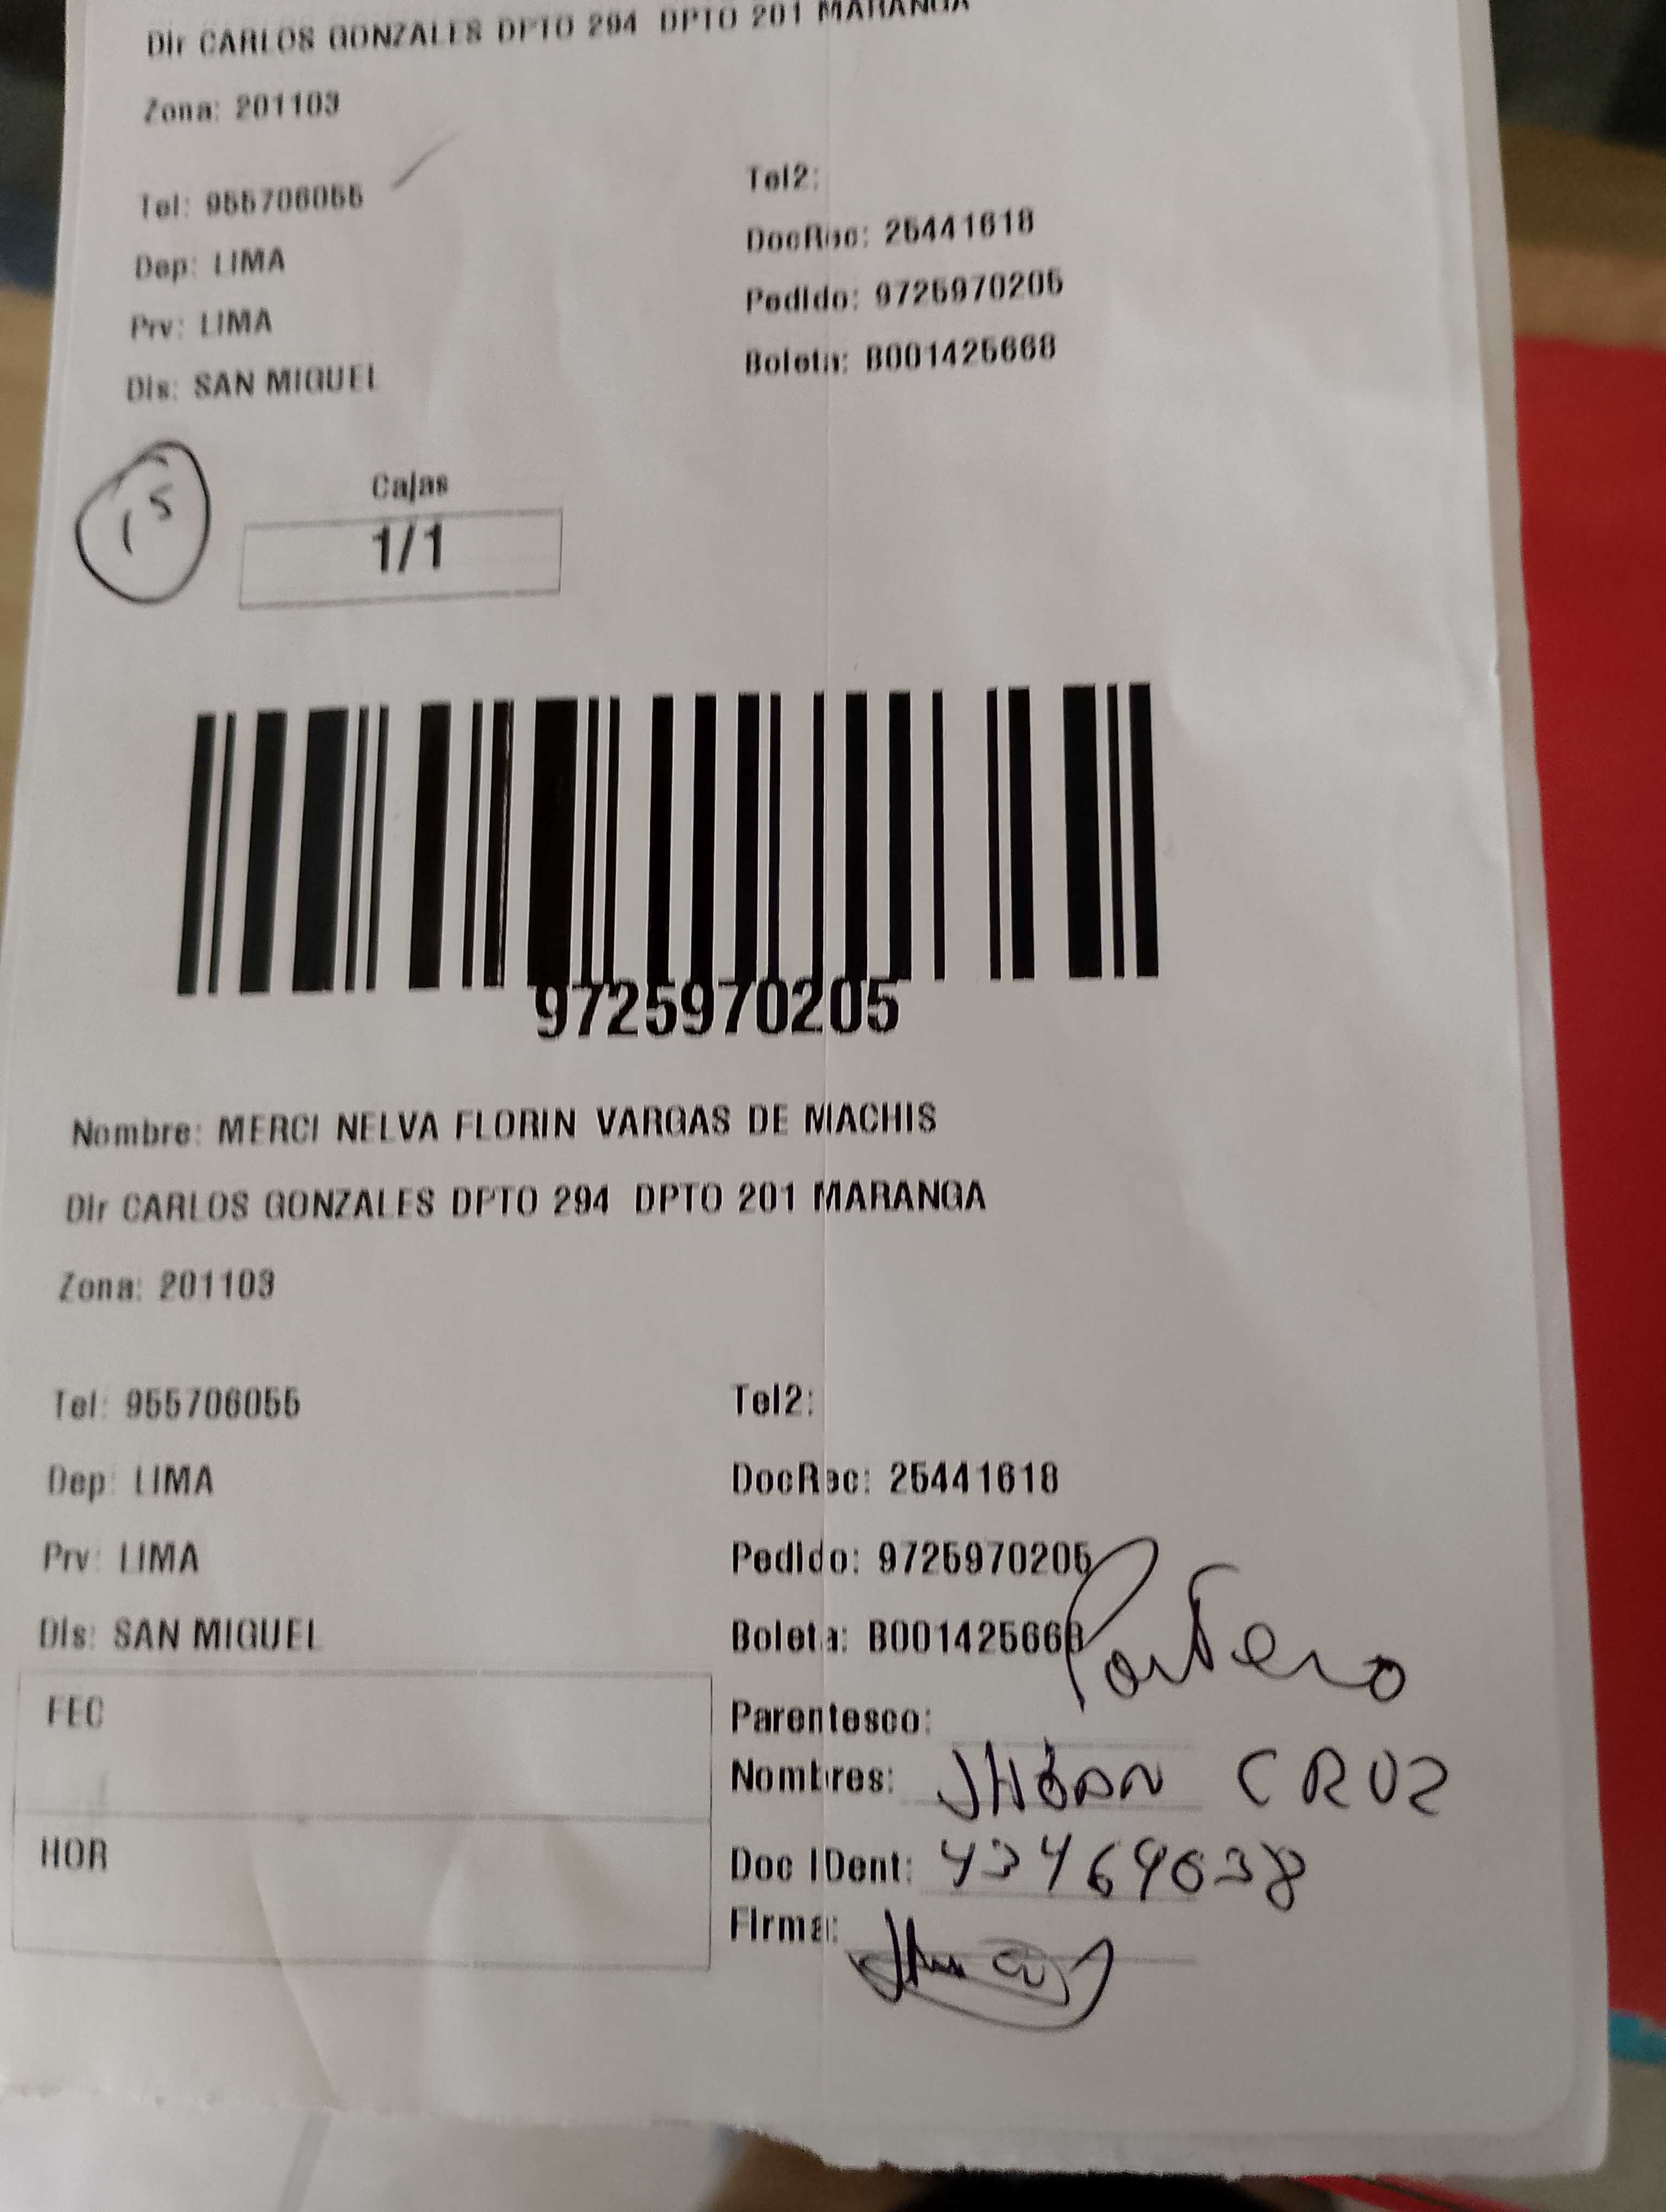 Dir CARLOS GONZALES DPTO 294 DPTO 201 MARANGA
Zona: 201103
Tel: 955706055
Tel2:
Dep: LIMA
DocRec: 25441618
Prv: LIMA
Pedido: 9725970205
Dis: SAN MIGUEL
Boleta: B001425668
15
Cajas
1/1
9725970205
Nombre: MERCI NELVA FLORIN VARGAS DE MACHIS
Dir CARLOS GONZALES DPTO 294 DPTO 201 MARANGA
Zona: 201103
Tel: 955706055
Tel2:
Dep: LIMA
DocRec: 25441618
Prv: LIMA
Pedido: 9725970205
Dis: SAN MIGUEL
Boleta: B001425668
Portero
FEC
Parentesco:
Nombres: JHOAN CRUZ
HOR
Doc IDent: 43469038
Firma: